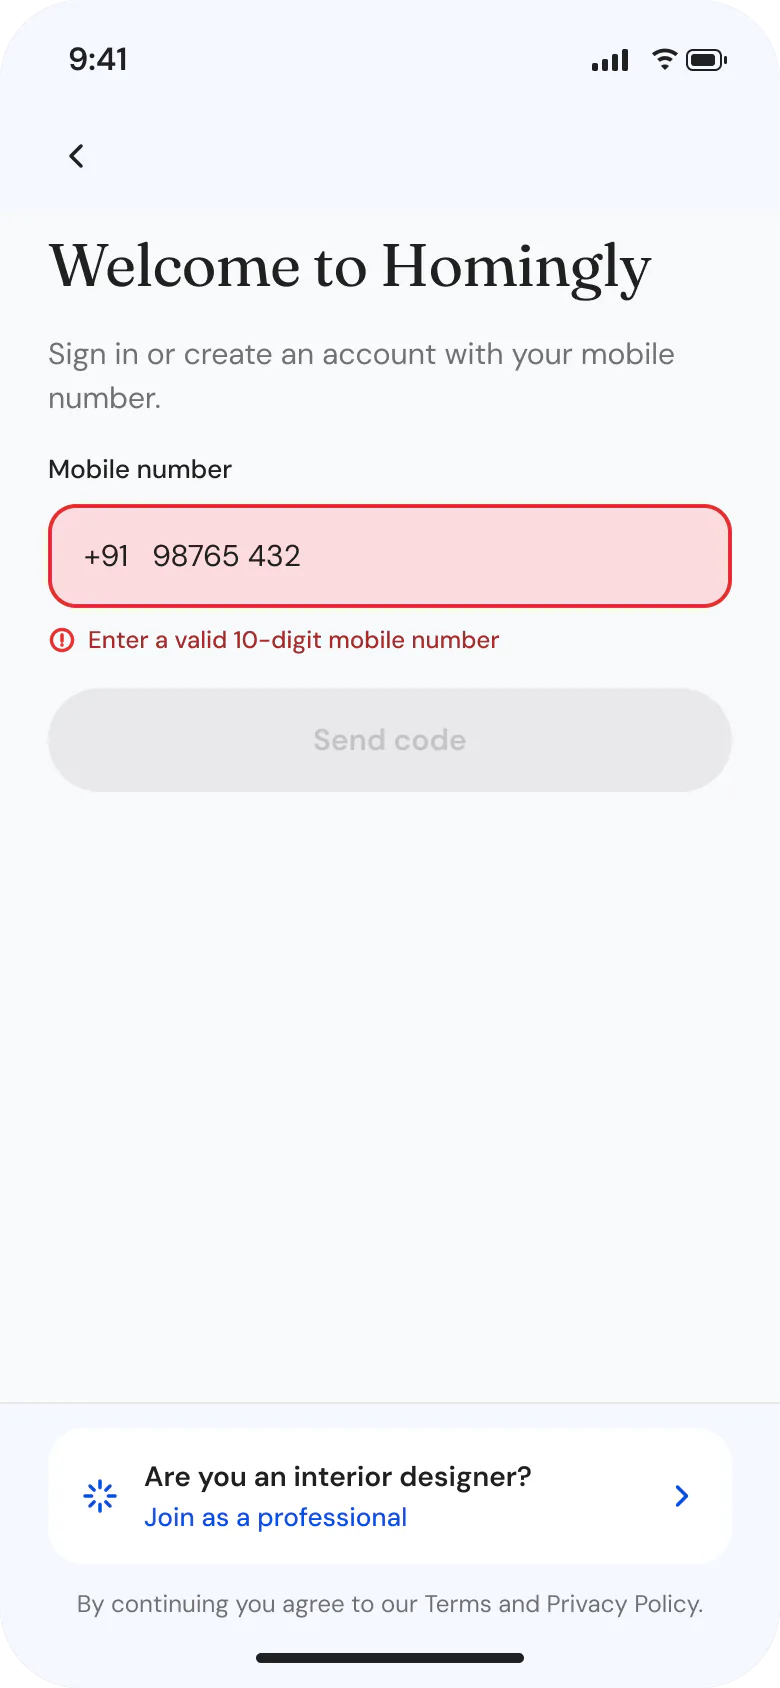 9:41
Welcome to Homingly
Sign in or create an account with your mobile
number.
Mobile number
+91 98765 432
Enter a valid 10-digit mobile number
Send code
Are you an interior designer?
Join as a professional
By continuing you agree to our Terms and Privacy Policy.